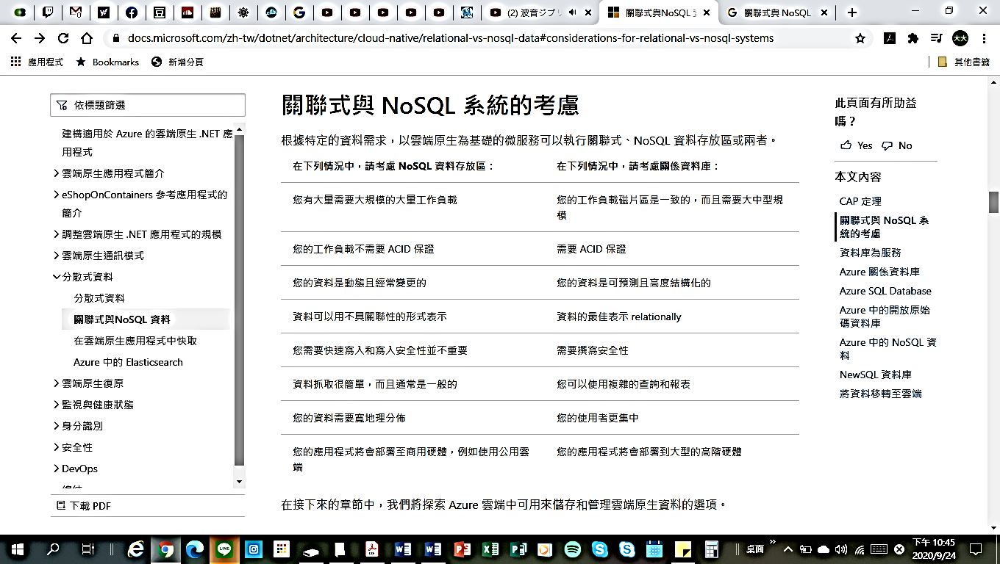 (2) 波音ジブリ
關聯式與NoSQL 資
關聯式與 NoSQL
docs.microsoft.com/zh-tw/dotnet/architecture/cloud-native/relational-vs-nosql-data#considerations-for-relational-vs-nosql-systems
應用程式
Bookmarks
新增分頁
其他書籤
依標題篩選
建構適用於 Azure 的雲端原生 .NET 應
用程式
雲端原生應用程式簡介
eShopOnContainers 參考應用程式的
簡介
調整雲端原生 .NET 應用程式的規模
雲端原生通訊模式
分散式資料
分散式資料
關聯式與NoSQL 資料
在雲端原生應用程式中快取
Azure 中的 Elasticsearch
雲端原生復原
監視與健康狀態
身分識別
安全性
DevOps
總結
下載 PDF
關聯式與 NoSQL 系統的考慮
根據特定的資料需求，以雲端原生為基礎的微服務可以執行關聯式、NoSQL 資料存放區或兩者。
在下列情況中，請考慮 NoSQL 資料存放區：
在下列情況中，請考慮關係資料庫：
您有大量需要大規模的大量工作負載
您的工作負載磁片區是一致的，而且需要大中型規
模
您的工作負載不需要 ACID 保證
需要 ACID 保證
您的資料是動態且經常變更的
您的資料是可預測且高度結構化的
資料可以用不具關聯性的形式表示
資料的最佳表示 relationally
您需要快速寫入和寫入安全性並不重要
需要撰寫安全性
資料抓取很簡單，而且通常是一般的
您可以使用複雜的查詢和報表
您的資料需要寬地理分佈
您的使用者更集中
您的應用程式將會部署至商用硬體，例如使用公用雲
端
您的應用程式將會部署到大型的高階硬體
在接下來的章節中，我們將探索 Azure 雲端中可用來儲存和管理雲端原生資料的選項。
此頁面有所助益
嗎？
Yes
No
本文內容
CAP 定理
關聯式與 NoSQL 系
統的考慮
資料庫為服務
Azure 關係資料庫
Azure SQL Database
Azure 中的開放原始
碼資料庫
Azure 中的 NoSQL 資
料
NewSQL 資料庫
將資料移轉至雲端
LINE
桌面
下午 10:45
2020/9/24